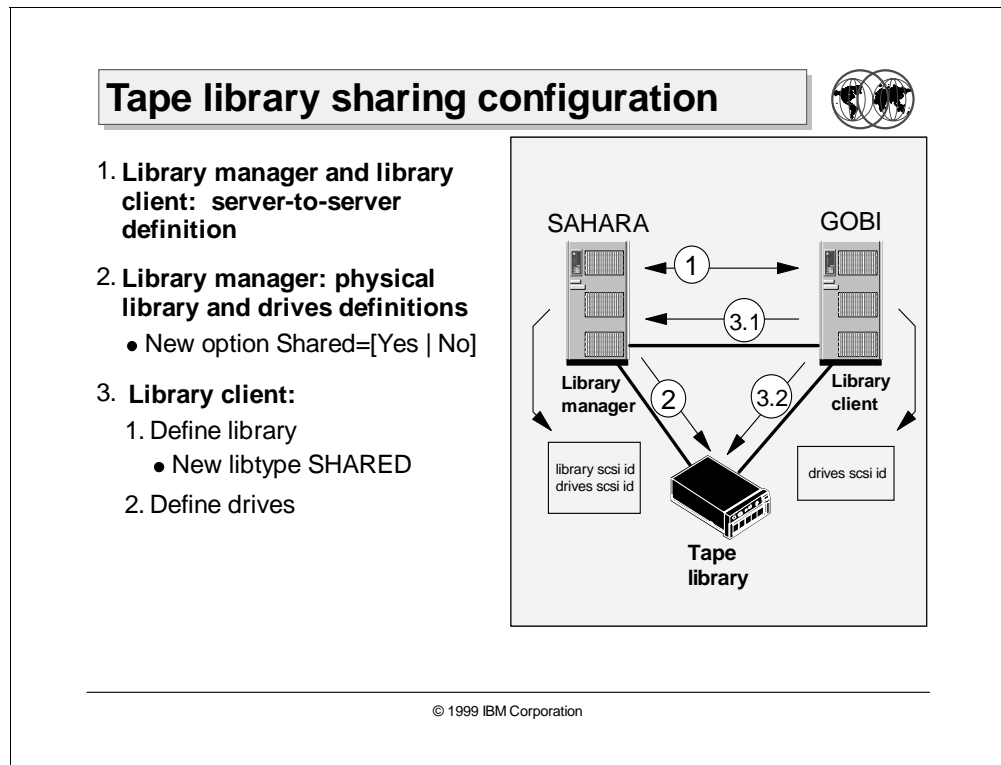 Tape library sharing configuration
1. Library manager and library
client: server-to-server
definition
2. Library manager: physical
library and drives definitions
● New option Shared=[Yes | No]
3. Library client:
1. Define library
● New libtype SHARED
2. Define drives
SAHARA
GOBI
1
3.1
Library
manager
2
3.2
Library
client
library scsi id
drives scsi id
drives scsi id
Tape
library
© 1999 IBM Corporation